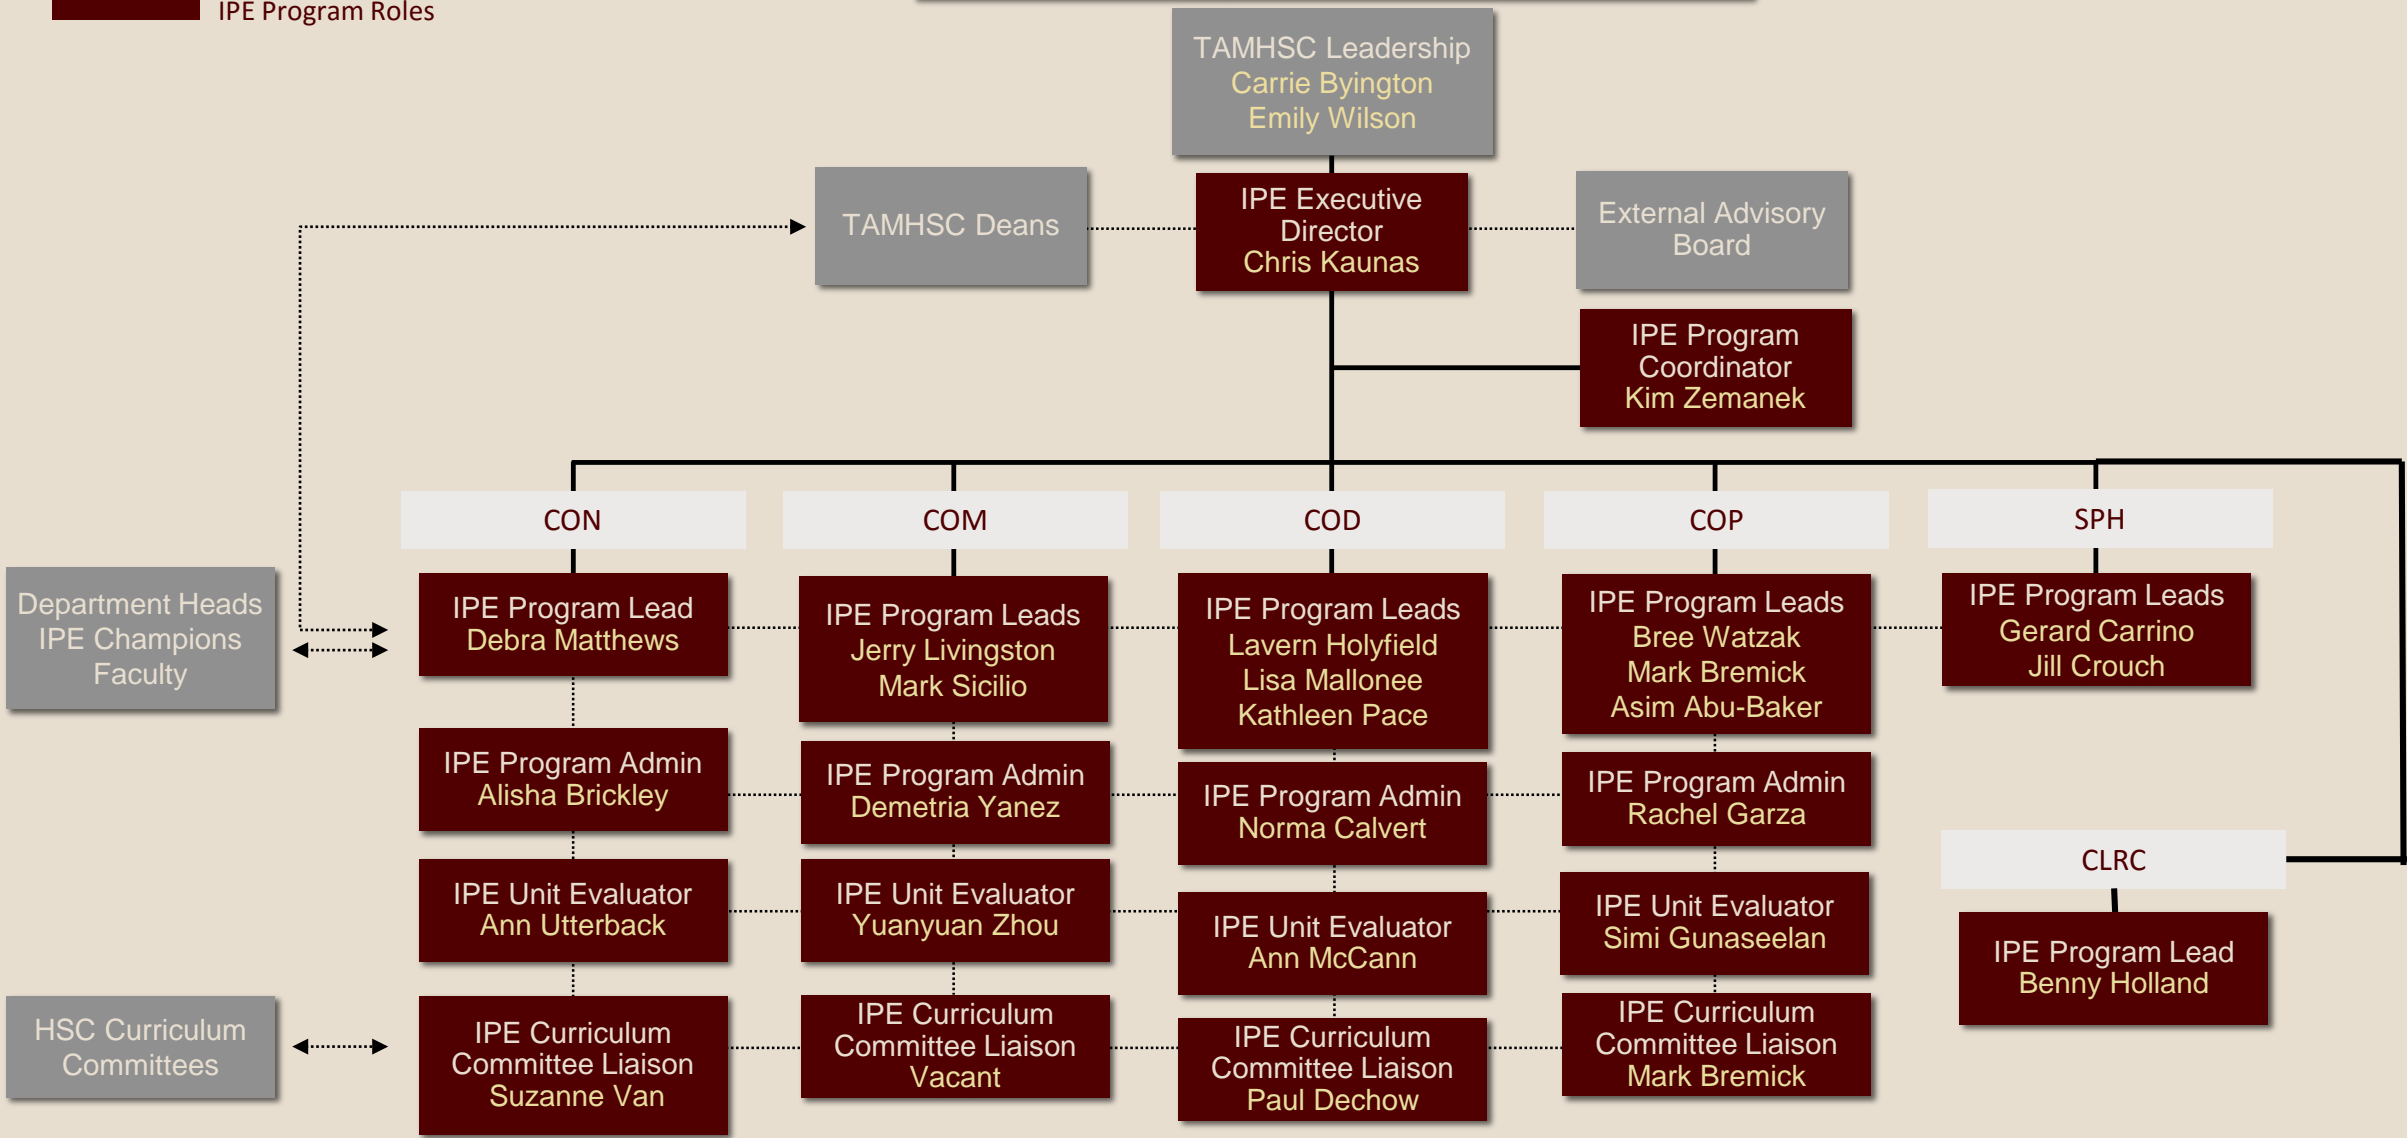 IPE Program Roles
TAMHSC Leadership
Carrie Byington
Emily Wilson
TAMHSC Deans
IPE Executive
Director
Chris Kaunas
External Advisory
Board
IPE Program
Coordinator
Kim Zemanek
CON
COM
COD
COP
SPH
Department Heads
IPE Champions
Faculty
IPE Program Lead
Debra Matthews
IPE Program Leads
Jerry Livingston
Mark Sicilio
IPE Program Leads
Lavern Holyfield
Lisa Mallonee
Kathleen Pace
IPE Program Leads
Bree Watzak
Mark Bremick
Asim Abu-Baker
IPE Program Leads
Gerard Carrino
Jill Crouch
IPE Program Admin
Alisha Brickley
IPE Program Admin
Demetria Yanez
IPE Program Admin
Norma Calvert
IPE Program Admin
Rachel Garza
CLRC
IPE Unit Evaluator
Ann Utterback
IPE Unit Evaluator
Yuanyuan Zhou
IPE Unit Evaluator
Ann McCann
IPE Unit Evaluator
Simi Gunaseelan
IPE Program Lead
Benny Holland
HSC Curriculum
Committees
IPE Curriculum
Committee Liaison
Suzanne Van
IPE Curriculum
Committee Liaison
Vacant
IPE Curriculum
Committee Liaison
Paul Dechow
IPE Curriculum
Committee Liaison
Mark Bremick